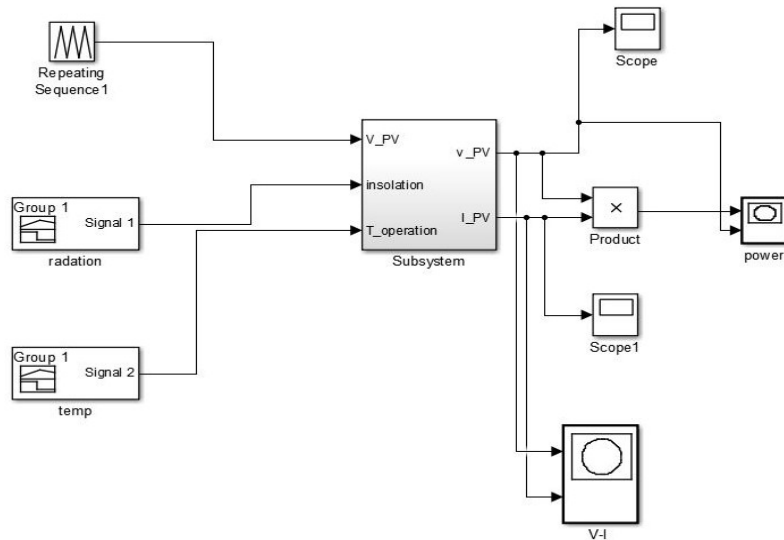 Repeating
Sequence1
Scope
V_PV
v_PV
insolation
I_PV
T_operation
Subsystem
×
Product
power
Group 1
Signal 1
radation
Scope1
Group 1
Signal 2
temp
V-I